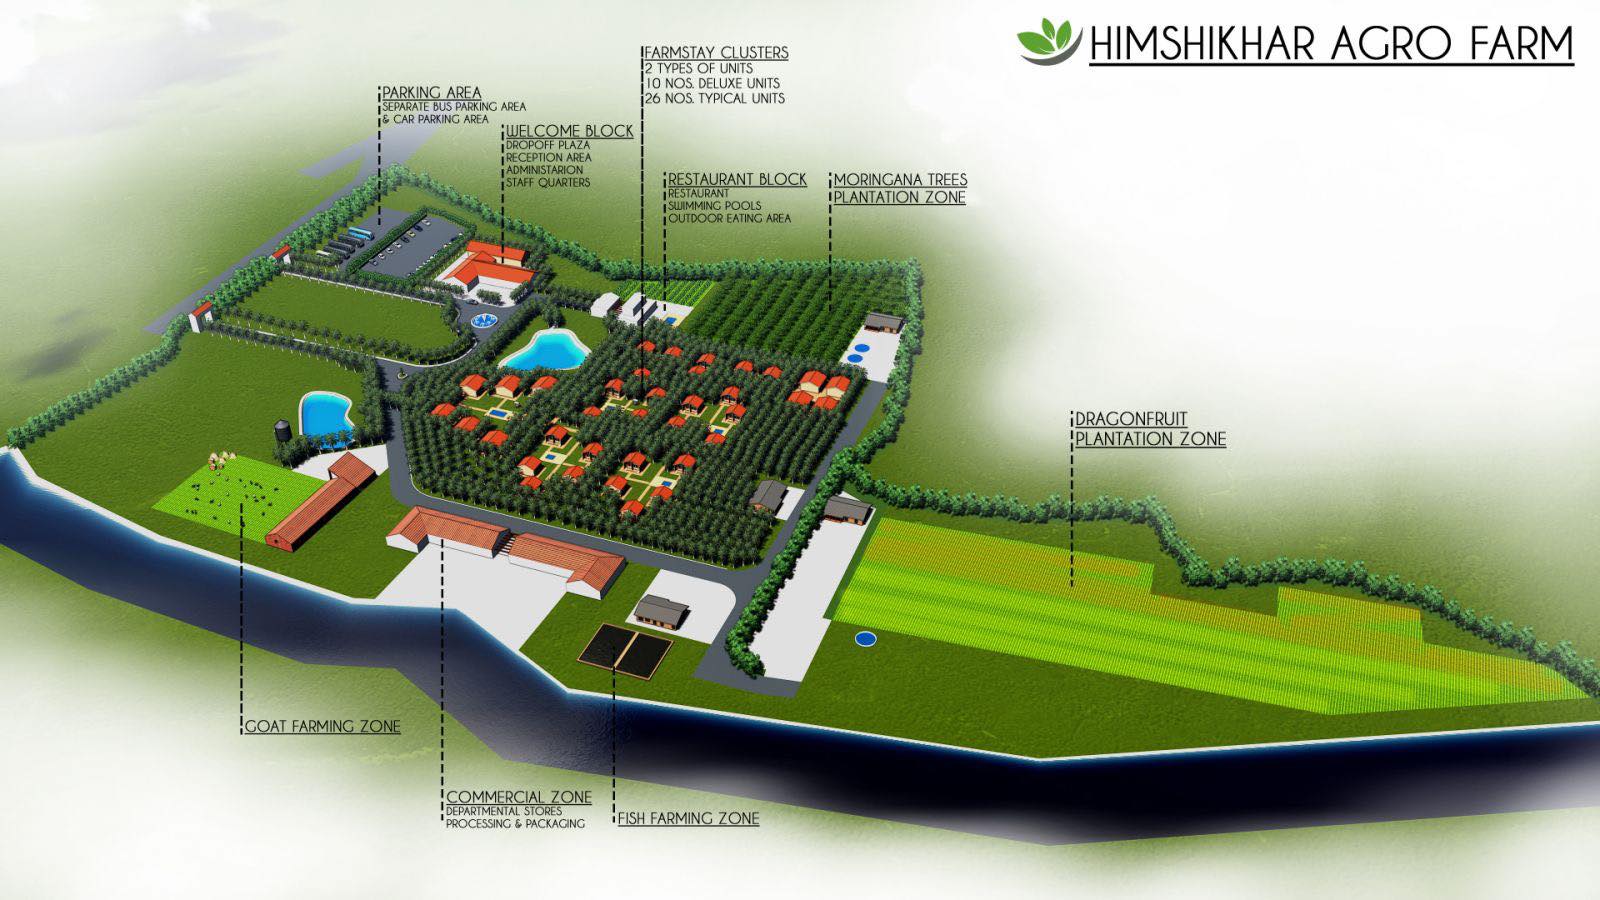 HIMSHIKHAR AGRO FARM
FARMSTAY CLUSTERS
2 TYPES OF UNITS
10 NOS. DELUXE UNITS
26 NOS. TYPICAL UNITS
PARKING AREA
SEPARATE BUS PARKING AREA
& CAR PARKING AREA
WELCOME BLOCK
DROPOFF PLAZA
RECEPTION AREA
ADMINISTARION
STAFF QUARTERS
RESTAURANT BLOCK
RESTAURANT
SWIMMING POOLS
OUTDOOR EATING AREA
MORINGANA TREES
PLANTATION ZONE
DRAGONFRUIT
PLANTATION ZONE
GOAT FARMING ZONE
COMMERCIAL ZONE
DEPARTMENTAL STORES
PROCESSING & PACKAGING
FISH FARMING ZONE